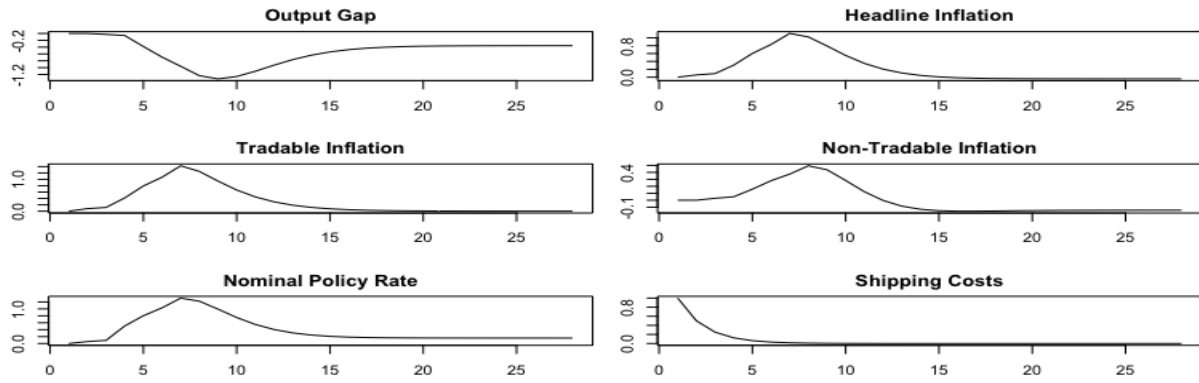 Output Gap
-0.2
-1.2
0 5 10 15 20 25
Headline Inflation
0.8
0.0
0 5 10 15 20 25
Tradable Inflation
1.0
0.0
0 5 10 15 20 25
Non-Tradable Inflation
0.4
-0.1
0 5 10 15 20 25
Nominal Policy Rate
1.0
0.0
0 5 10 15 20 25
Shipping Costs
0.8
0.0
0 5 10 15 20 25